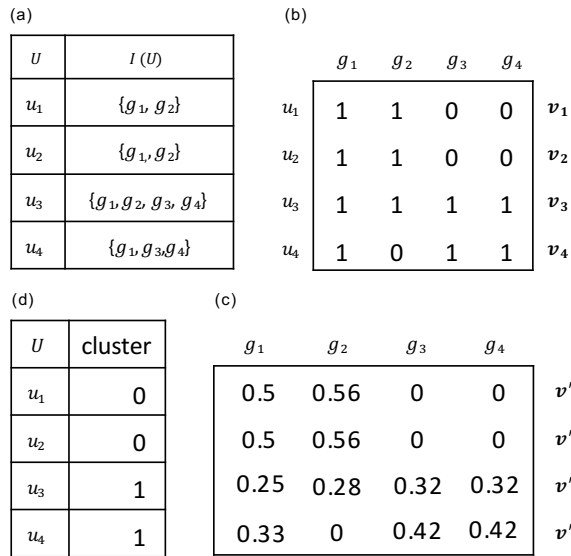 (a)
U I (U)
u₁ {g₁, g₂}
u₂ {g₁,, g₂}
u₃ {g₁, g₂, g₃, g₄}
u₄ {g₁,g₃,g₄}
(b)
g₁ g₂ g₃ g₄
u₁ 1 1 0 0 v₁
u₂ 1 1 0 0 v₂
u₃ 1 1 1 1 v₃
u₄ 1 0 1 1 v₄
(d)
U cluster
u₁ 0
u₂ 0
u₃ 1
u₄ 1
(c)
g₁ g₂ g₃ g₄
0.5 0.56 0 0 v'
0.5 0.56 0 0 v'
0.25 0.28 0.32 0.32 v'
0.33 0 0.42 0.42 v'